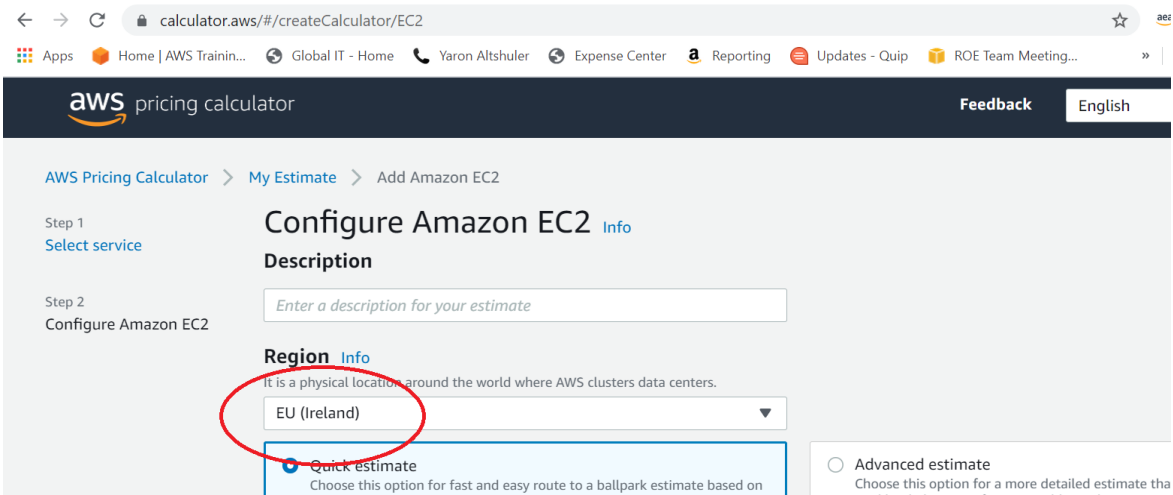 calculator.aws/#/createCalculator/EC2
Apps Home | AWS Trainin... Global IT - Home Yaron Altshuler Expense Center Reporting Updates - Quip ROE Team Meeting... »
aws pricing calculator Feedback English
AWS Pricing Calculator > My Estimate > Add Amazon EC2
Step 1
Select service
Step 2
Configure Amazon EC2
Configure Amazon EC2 Info
Description
Enter a description for your estimate
Region Info
It is a physical location around the world where AWS clusters data centers.
EU (Ireland)
Quick estimate
Choose this option for fast and easy route to a ballpark estimate based on
Advanced estimate
Choose this option for a more detailed estimate tha